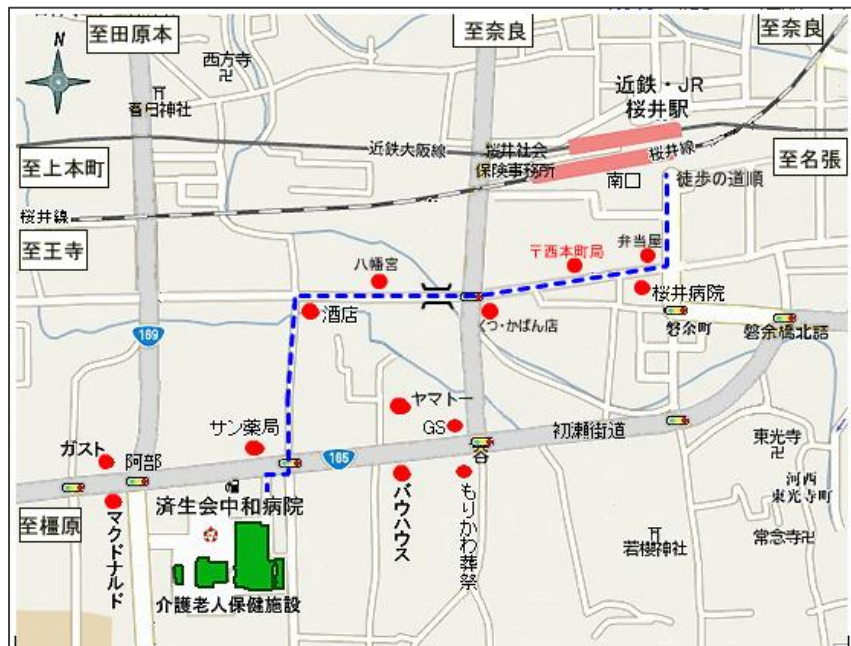 至田原本
至奈良
至奈良
N
西方寺
春日神社
近鉄・JR
桜井駅
近鉄大阪線
桜井社会
保険事務所
桜井線
至上本町
至名張
南口
徒歩の道順
桜井線
至王寺
八幡宮
〒西本町局
弁当屋
桜井病院
酒店
くつ・かばん店
磐余町
磐余橋北詰
169
ヤマトー
GS
サン薬局
初瀬街道
ガスト
阿部
165
谷
東光寺
河西
東光寺町
済生会中和病院
至橿原
マクドナルド
バウハウス
もりかわ葬祭
若櫻神社
常念寺
介護老人保健施設